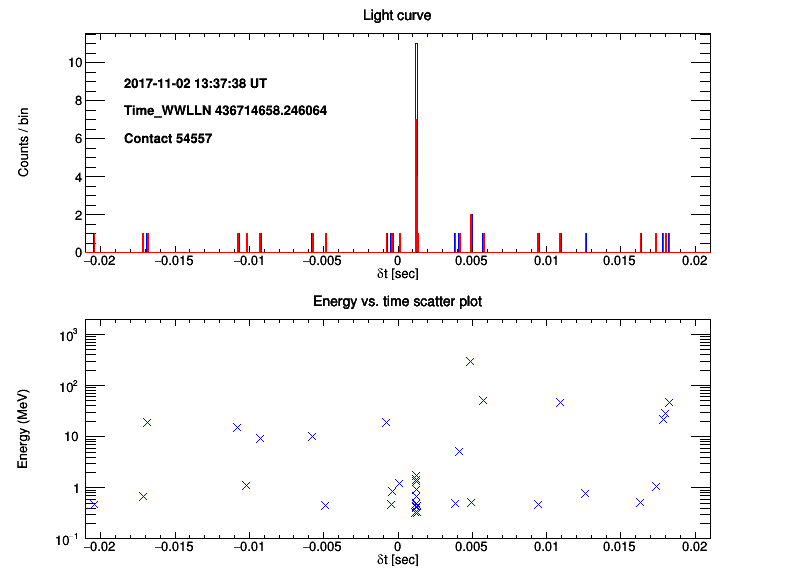 Light curve
Counts / bin
10
8
6
4
2
0
2017-11-02 13:37:38 UT
Time_WWLLN 436714658.246064
Contact 54557
−0.02 −0.015 −0.01 −0.005 0 0.005 0.01 0.015 0.02
δt [sec]
Energy vs. time scatter plot
Energy (MeV)
10³
10²
10
1
10⁻¹
−0.02 −0.015 −0.01 −0.005 0 0.005 0.01 0.015 0.02
δt [sec]